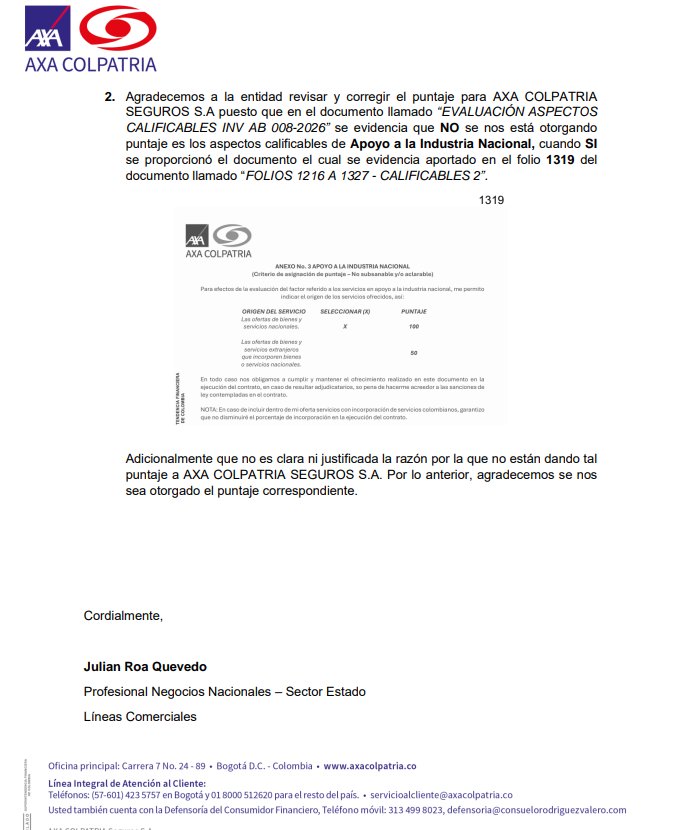 AXA
AXA COLPATRIA
2. Agradecemos a la entidad revisar y corregir el puntaje para AXA COLPATRIA
SEGUROS S.A puesto que en el documento llamado “EVALUACIÓN ASPECTOS
CALIFICABLES INV AB 008-2026” se evidencia que NO se nos está otorgando
puntaje es los aspectos calificables de Apoyo a la Industria Nacional, cuando SI
se proporcionó el documento el cual se evidencia aportado en el folio 1319 del
documento llamado “FOLIOS 1216 A 1327 - CALIFICABLES 2”.
1319
AXA
AXA COLPATRIA
ANEXO No. 3 APOYO A LA INDUSTRIA NACIONAL
(Criterio de asignación de puntaje – No subsanable y/o aclarable)
Para efectos de la evaluación del factor referido a los servicios en apoyo a la industria nacional, me permito
indicar el origen de los servicios ofrecidos, así:
ORIGEN DEL SERVICIO SELECCIONAR (X) PUNTAJE
Las ofertas de bienes y
servicios nacionales. X 100
Las ofertas de bienes y
servicios extranjeros
que incorporen bienes
o servicios nacionales. 50
En todo caso nos obligamos a cumplir y mantener el ofrecimiento realizado en este documento en la
ejecución del contrato, en caso de resultar adjudicatarios, so pena de hacerme acreedor a las sanciones de
ley contempladas en el contrato.
NOTA: En caso de incluir dentro de mi oferta servicios con incorporación de servicios colombianos, garantizo
que no disminuiré el porcentaje de incorporación en la ejecución del contrato.
TENDENCIA FINANCIERA
DE COLOMBIA
Adicionalmente que no es clara ni justificada la razón por la que no están dando tal
puntaje a AXA COLPATRIA SEGUROS S.A. Por lo anterior, agradecemos se nos
sea otorgado el puntaje correspondiente.
Cordialmente,
Julian Roa Quevedo
Profesional Negocios Nacionales – Sector Estado
Líneas Comerciales
Oficina principal: Carrera 7 No. 24 - 89 • Bogotá D.C. - Colombia • www.axacolpatria.co
Línea Integral de Atención al Cliente:
Teléfonos: (57-601) 423 5757 en Bogotá y 01 8000 512620 para el resto del país. • servicioalcliente@axacolpatria.co
Usted también cuenta con la Defensoría del Consumidor Financiero, Teléfono móvil: 313 499 8023, defensoria@consuelorodriguezvalero.com